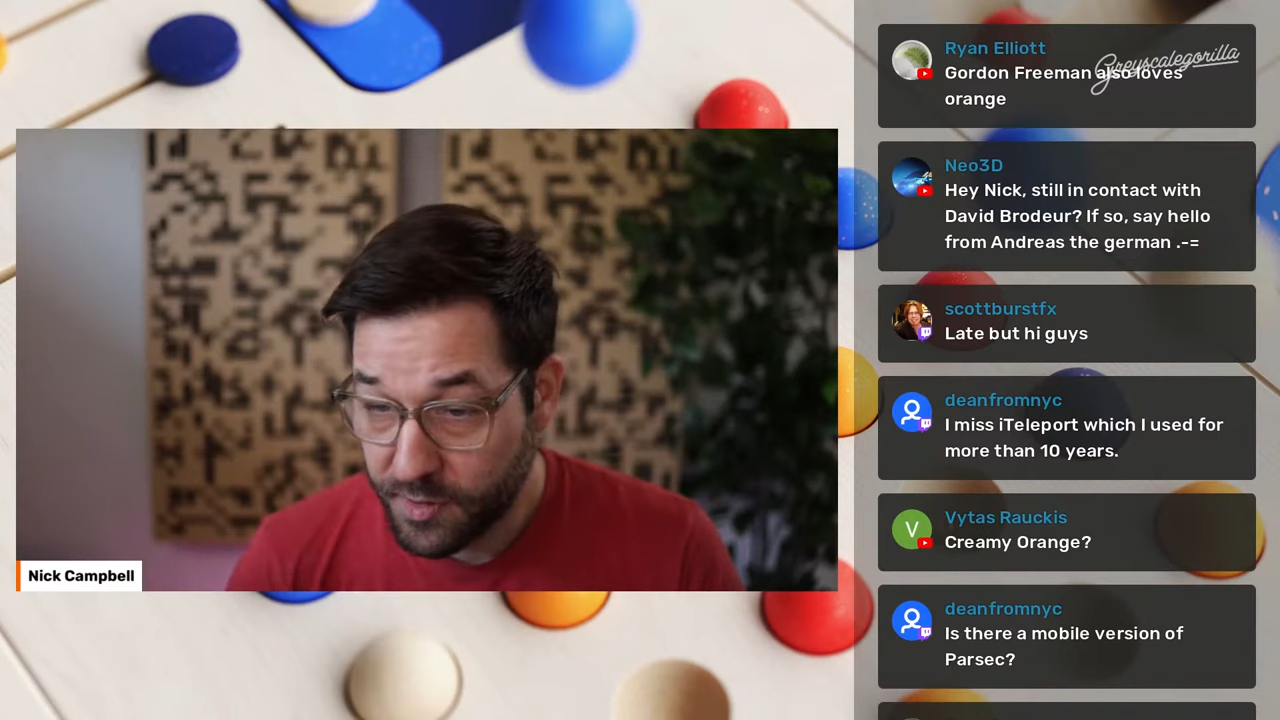 Ryan Elliott
Gordon Freeman also loves
orange
Greyscalegorilla
Neo3D
Hey Nick, still in contact with
David Brodeur? If so, say hello
from Andreas the german .-=
scottburstfx
Late but hi guys
deanfromnyc
I miss iTeleport which I used for
more than 10 years.
V
Vytas Rauckis
Creamy Orange?
Nick Campbell
deanfromnyc
Is there a mobile version of
Parsec?